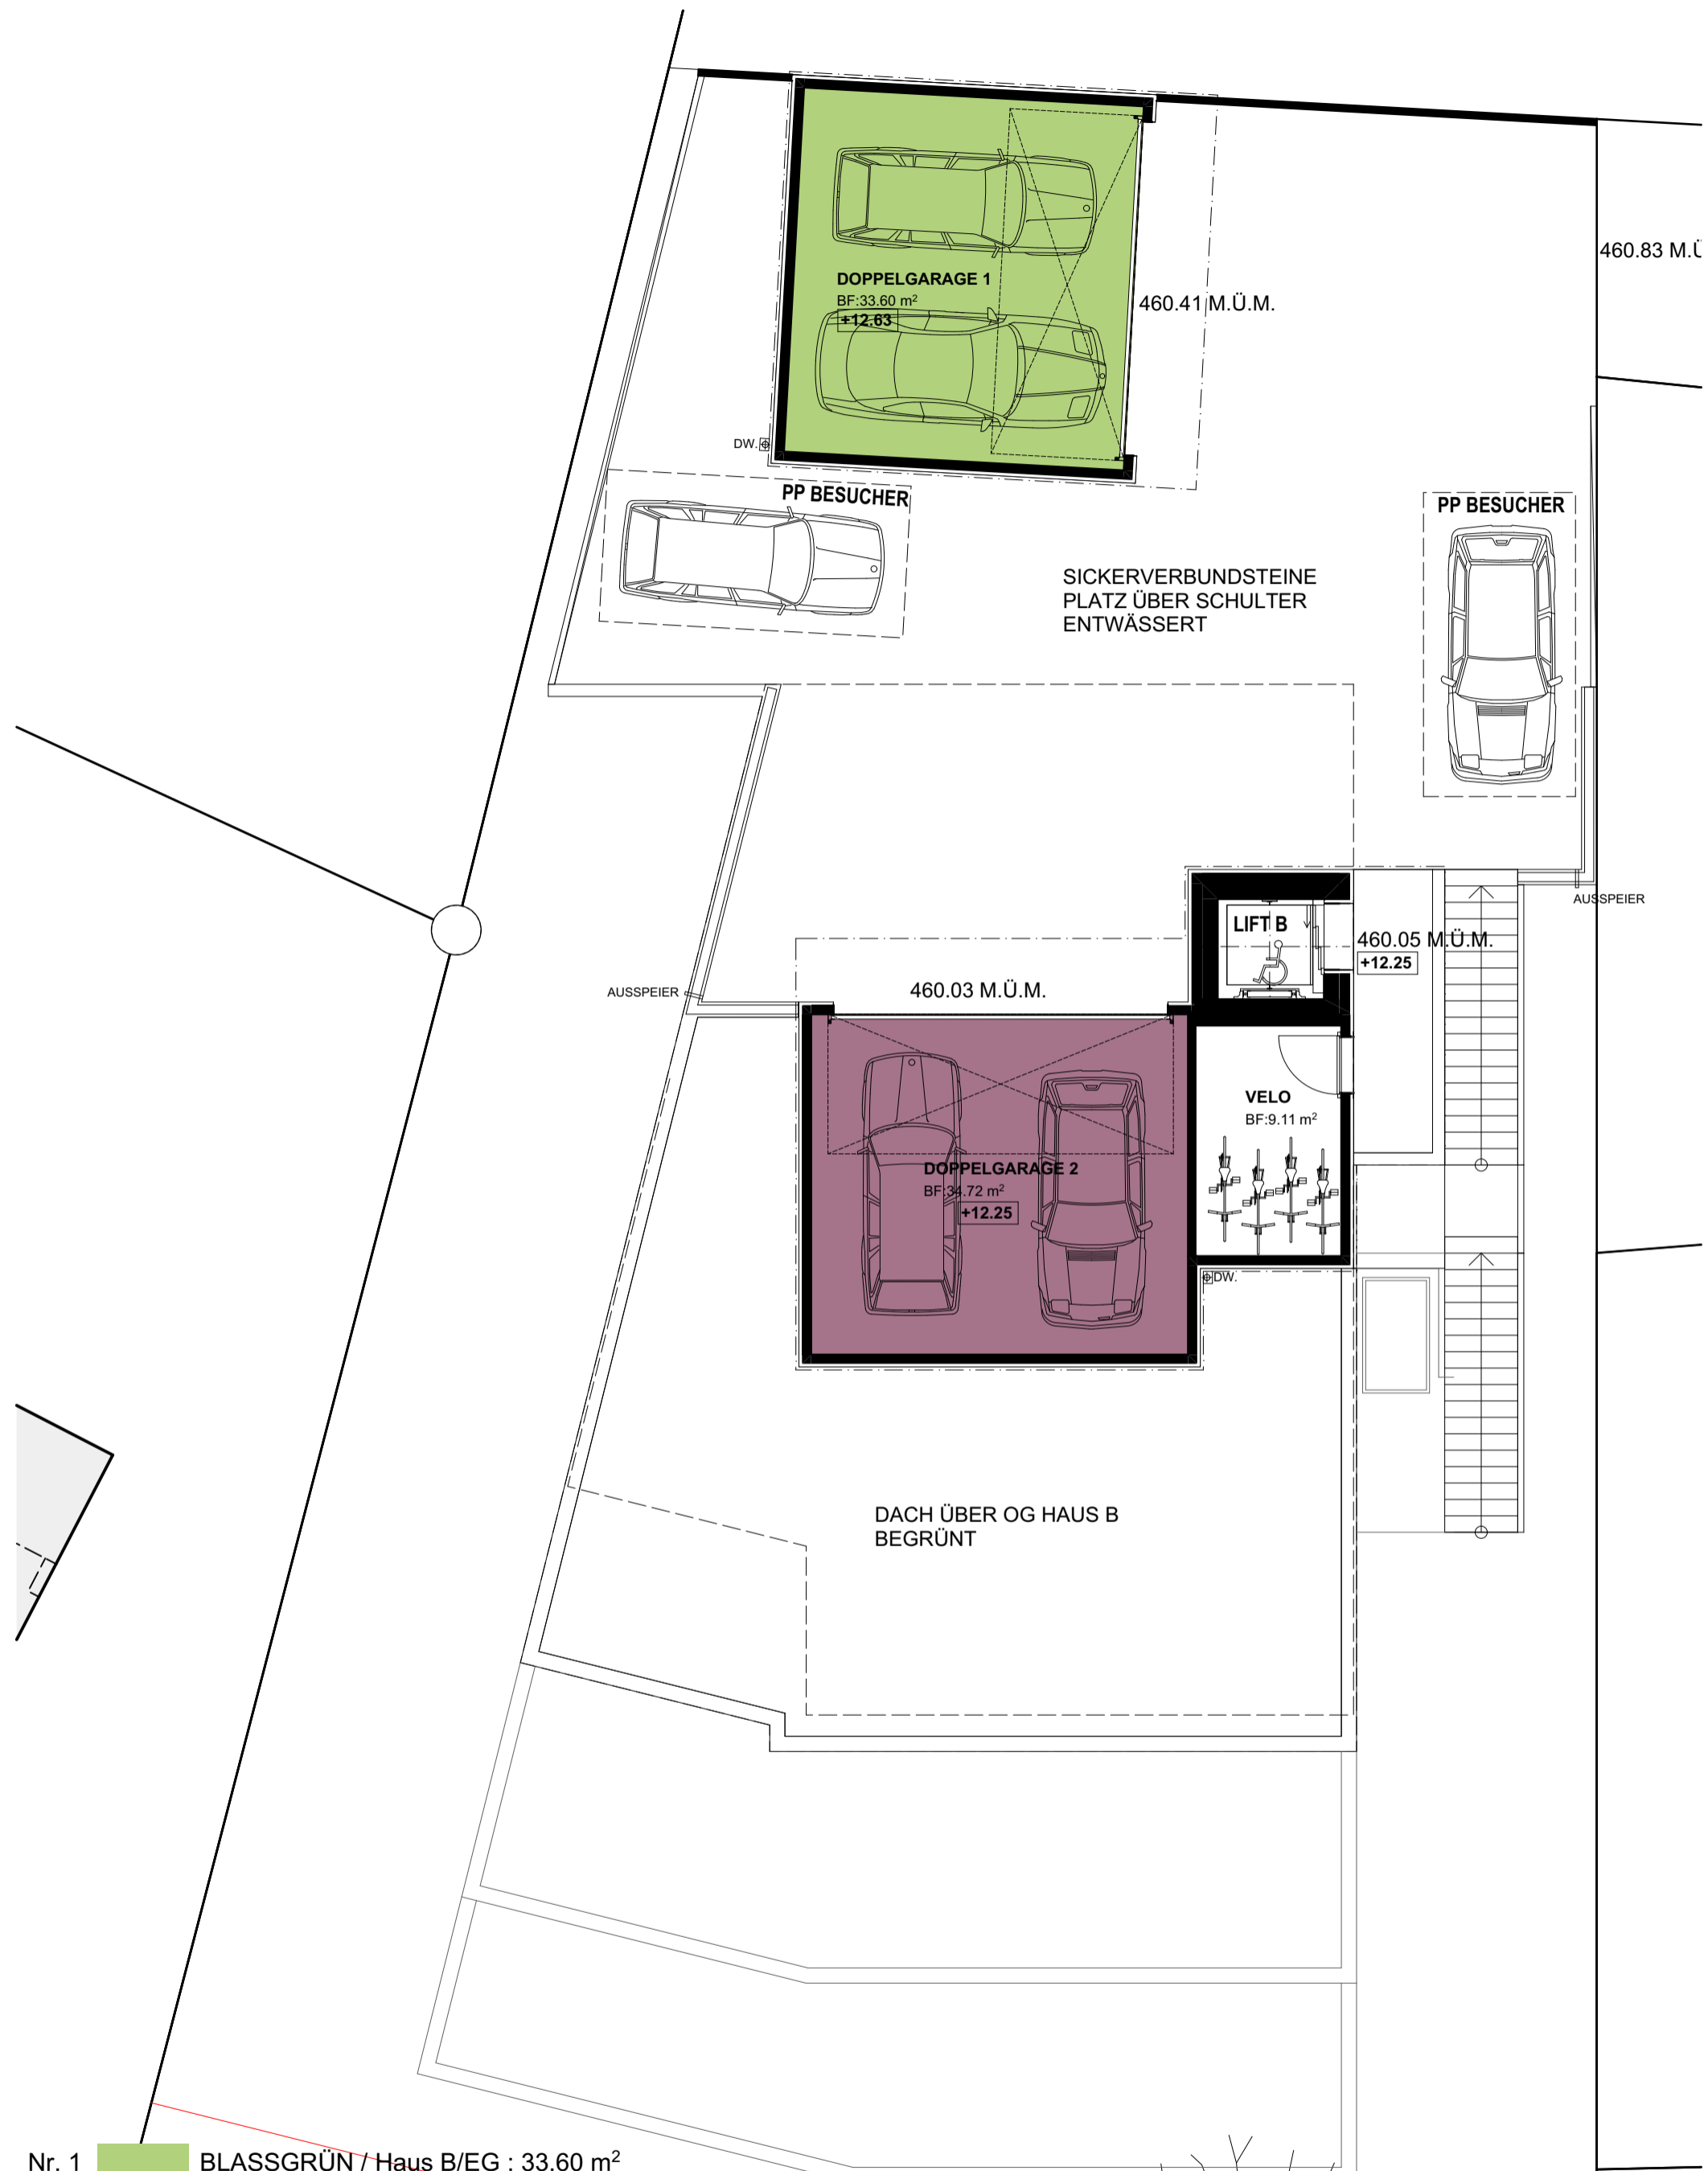 460.83 M.Ü
DOPPELGARAGE 1
BF:33.60 m²
+12.63
460.41 M.Ü.M.
DW.
PP BESUCHER
PP BESUCHER
SICKERVERBUNDSTEINE
PLATZ ÜBER SCHULTER
ENTWÄSSERT
AUSSPEIER
LIFT B
460.05 M.Ü.M.
+12.25
AUSSPEIER
460.03 M.Ü.M.
VELO
BF:9.11 m²
DOPPELGARAGE 2
BF:34.72 m²
+12.25
DW.
DACH ÜBER OG HAUS B
BEGRÜNT
Nr. 1 BLASSGRÜN / Haus B/EG : 33.60 m²